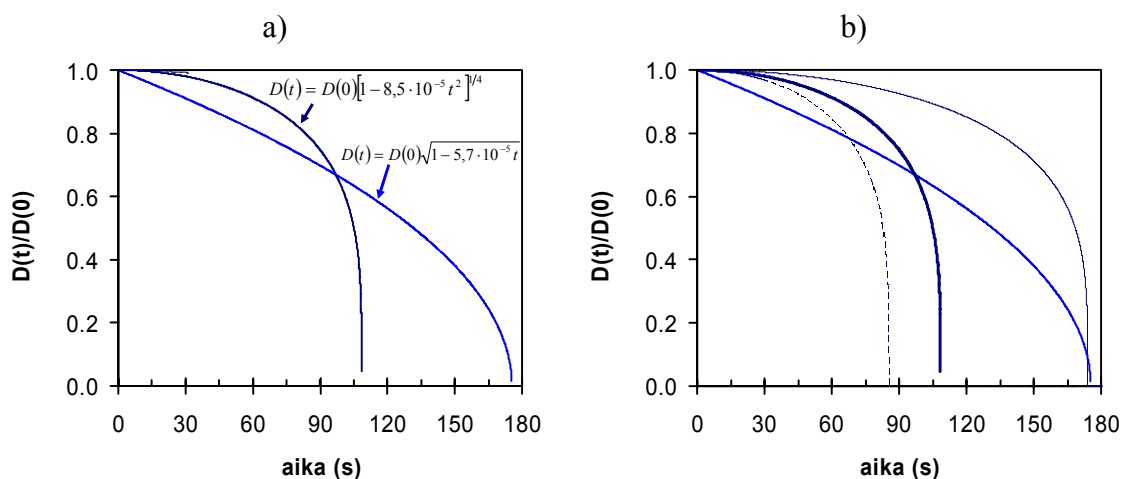 a)
D(t)/D(0)
1.0
0.8
0.6
0.4
0.2
0.0
D(t) = D(0)[1 − 8,5 · 10⁻⁵ t²]^1/4
D(t) = D(0)√1 − 5,7 · 10⁻⁵ t
0 30 60 90 120 150 180
aika (s)
b)
D(t)/D(0)
1.0
0.8
0.6
0.4
0.2
0.0
0 30 60 90 120 150 180
aika (s)